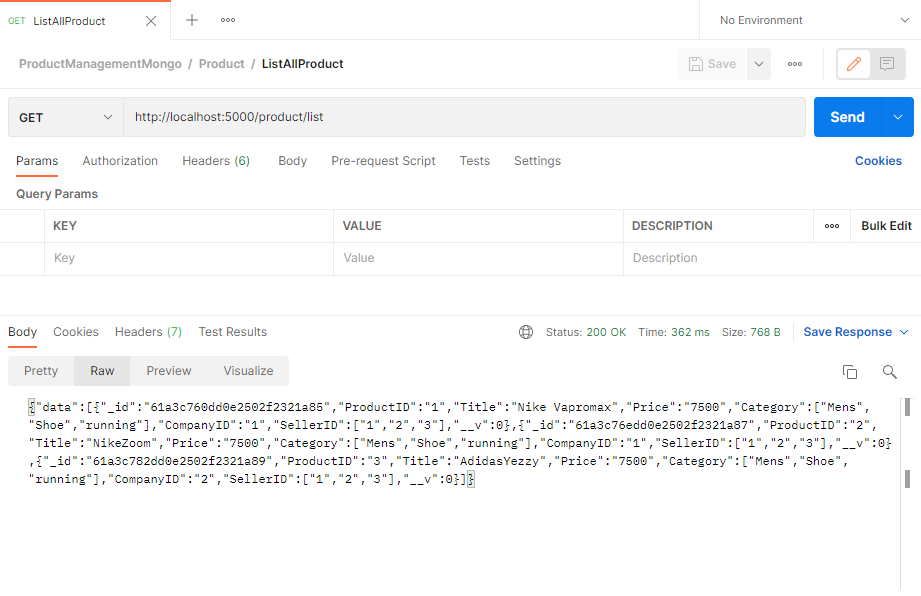 GET ListAllProduct
No Environment
ProductManagementMongo / Product / ListAllProduct
Save
GET http://localhost:5000/product/list
Send
Params Authorization Headers (6) Body Pre-request Script Tests Settings Cookies
Query Params
KEY VALUE DESCRIPTION Bulk Edit
Key Value Description
Body Cookies Headers (7) Test Results Status: 200 OK Time: 362 ms Size: 768 B Save Response
Pretty Raw Preview Visualize
{"data":[{"_id":"61a3c760dd0e2502f2321a85","ProductID":"1","Title":"Nike Vapromax","Price":"7500","Category":["Mens",
"Shoe","running"],"CompanyID":"1","SellerID":["1","2","3"],"__v":0},{"_id":"61a3c76edd0e2502f2321a87","ProductID":"2",
"Title":"NikeZoom","Price":"7500","Category":["Mens","Shoe","running"],"CompanyID":"1","SellerID":["1","2","3"],"__v":0}
,{"_id":"61a3c782dd0e2502f2321a89","ProductID":"3","Title":"AdidasYezzy","Price":"7500","Category":["Mens","Shoe",
"running"],"CompanyID":"2","SellerID":["1","2","3"],"__v":0}]}